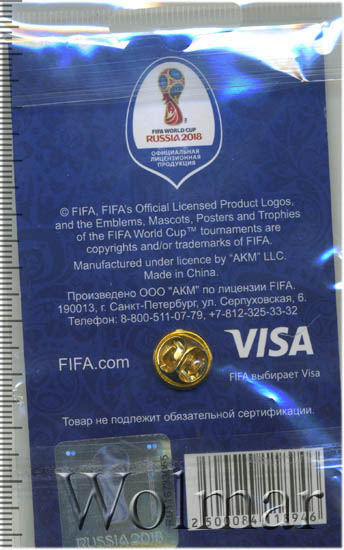 FIFA WORLD CUP
RUSSIA 2018
ОФИЦИАЛЬНАЯ
ЛИЦЕНЗИОННАЯ
ПРОДУКЦИЯ
© FIFA, FIFA's Official Licensed Product Logos,
and the Emblems, Mascots, Posters and Trophies
of the FIFA World Cup™ tournaments are
copyrights and/or trademarks of FIFA.
Manufactured under licence by "AKM" LLC.
Made in China.
Произведено ООО "АКМ" по лицензии FIFA.
190013, г. Санкт-Петербург, ул. Серпуховская, 6.
Телефон: 8-800-511-07-79, +7-812-325-33-32
FIFA.com
VISA
FIFA выбирает Visa
Товар не подлежит обязательной сертификации.
Wolmar
2 500084 118946